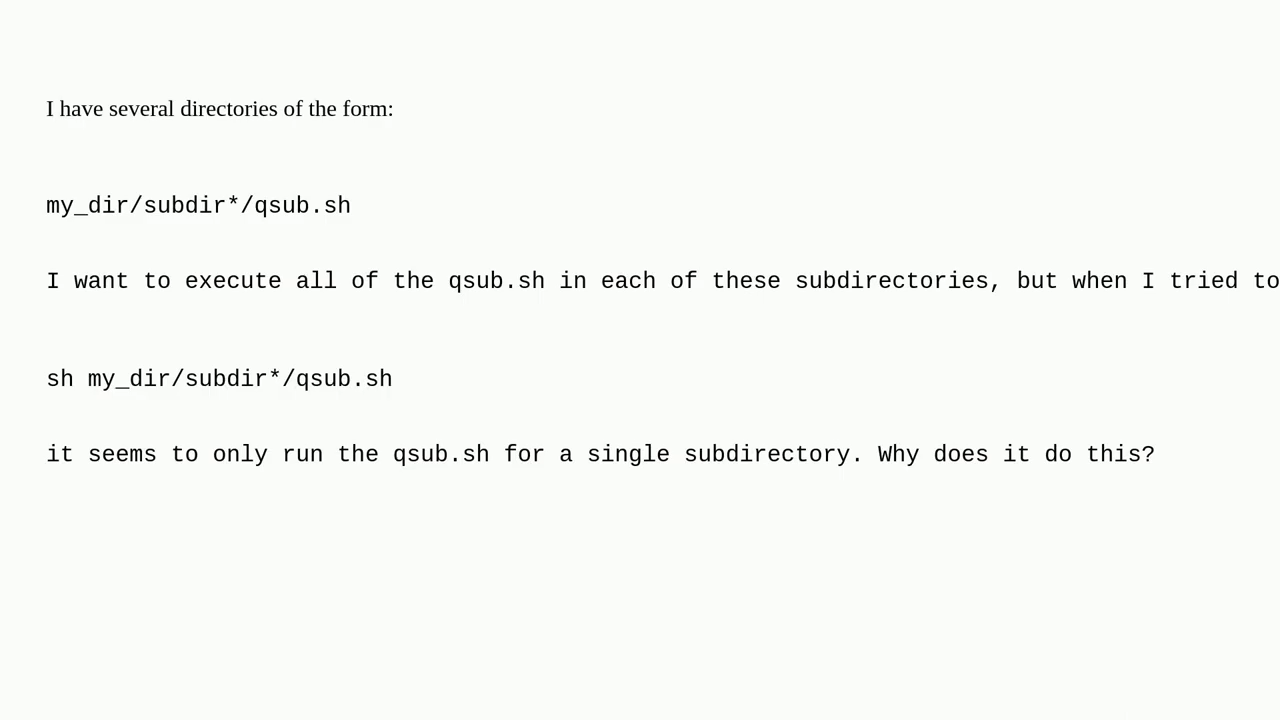 I have several directories of the form:
my_dir/subdir*/qsub.sh
I want to execute all of the qsub.sh in each of these subdirectories, but when I tried to
sh my_dir/subdir*/qsub.sh
it seems to only run the qsub.sh for a single subdirectory. Why does it do this?